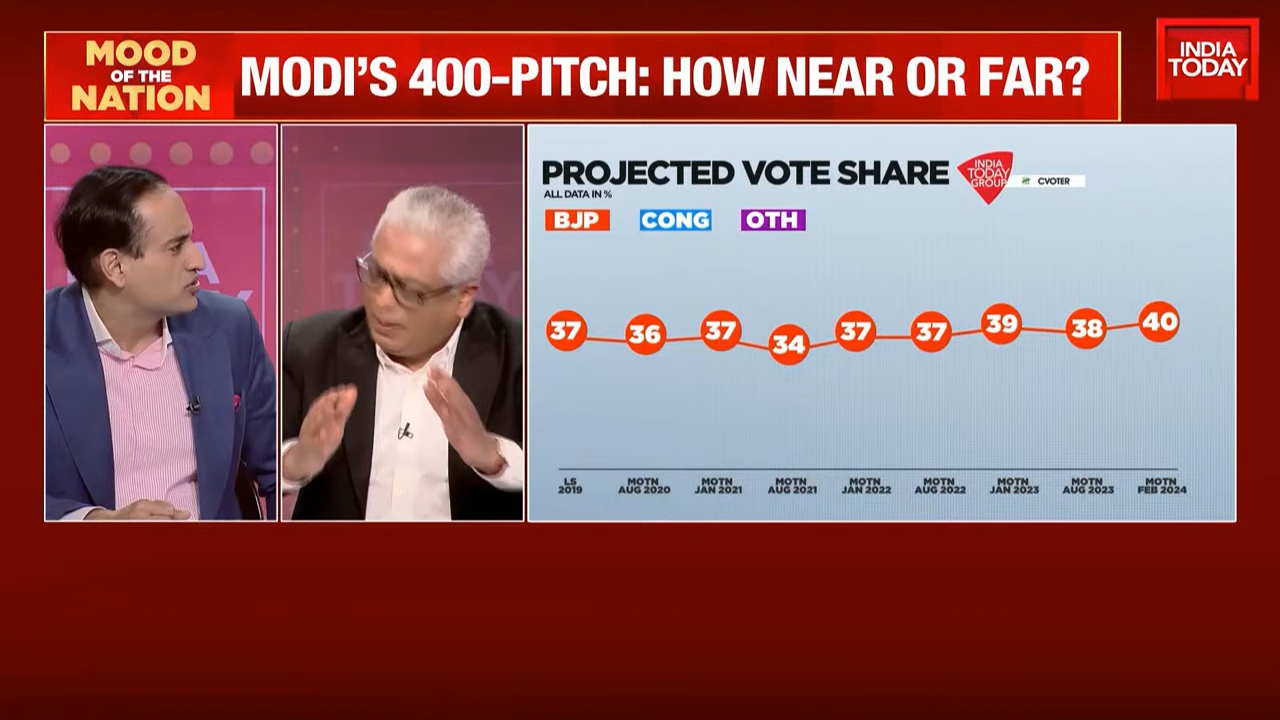 MOOD
OF THE
NATION
MODI'S 400-PITCH: HOW NEAR OR FAR?
INDIA
TODAY
PROJECTED VOTE SHARE
ALL DATA IN %
INDIA
TODAY
GROUP
CVOTER
BJP CONG OTH
37 36 37 34 37 37 39 38 40
LS
2019
MOTN
AUG 2020
MOTN
JAN 2021
MOTN
AUG 2021
MOTN
JAN 2022
MOTN
AUG 2022
MOTN
JAN 2023
MOTN
AUG 2023
MOTN
FEB 2024